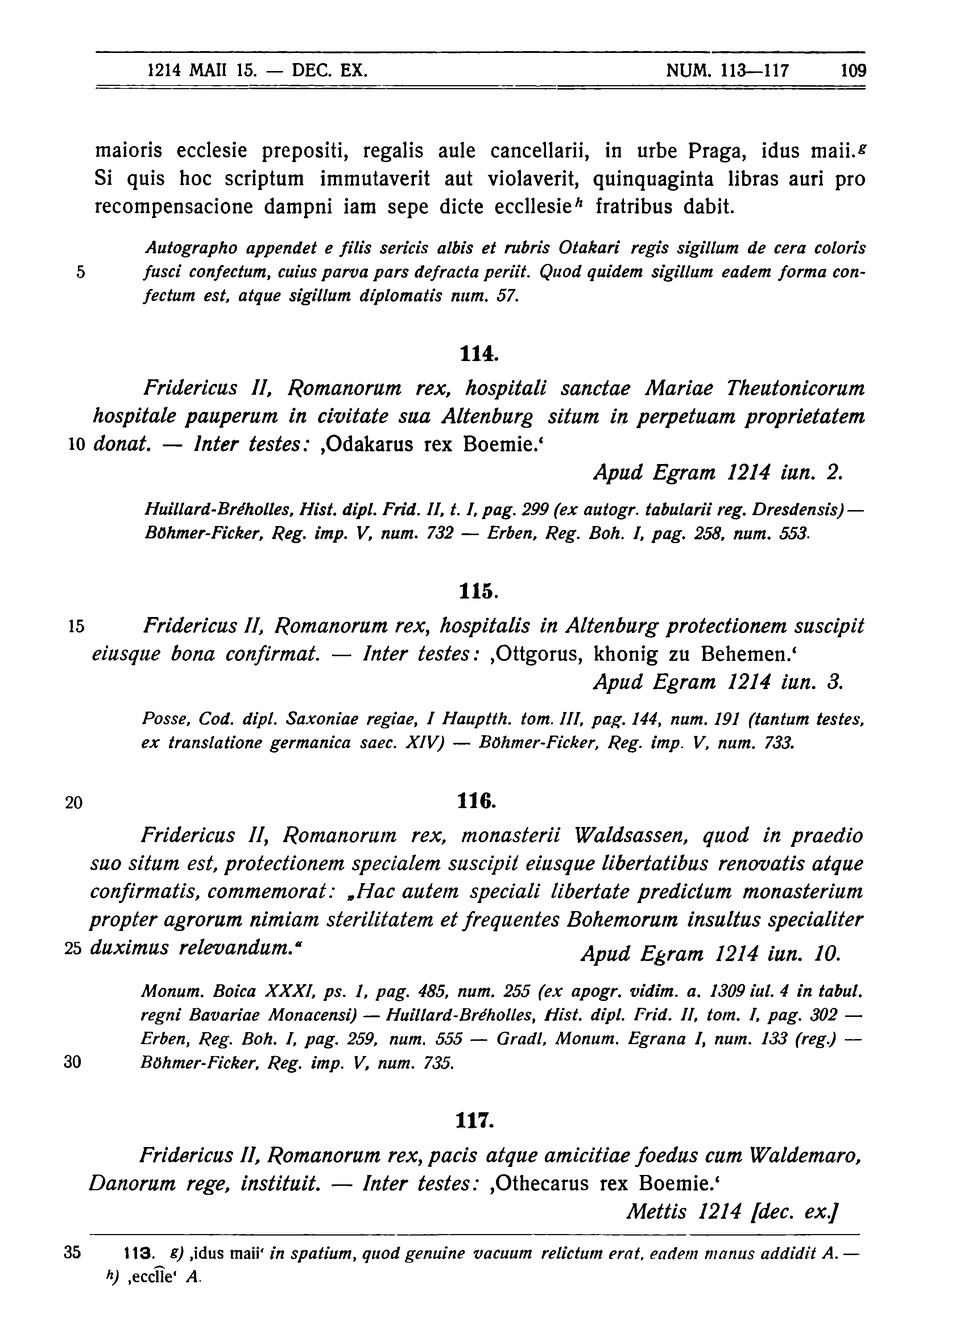 1214 MAII 15. — DEC. EX. NUM. 113—117 109
maioris ecclesie prepositi, regalis aule cancellarii, in urbe Praga, idus maii.g
Si quis hoc scriptum immutaverit aut violaverit, quinquaginta libras auri pro
recompensacione dampni iam sepe dicte eccllesie h fratribus dabit.
Autographo appendet e filis sericis albis et rubris Otakari regis sigillum de cera coloris
5 fusci confectum, cuius parva pars defracta periit. Quod quidem sigillum eadem forma con-
fectum est, atque sigillum diplomatis num. 57.
114.
Fridericus II, Romanorum rex, hospitali sanctae Mariae Theutonicorum
hospitale pauperum in civitate sua Altenburg situm in perpetuam proprietatem
10 donat. — Inter testes: ‚Odakarus rex Boemie.‘
Apud Egram 1214 iun. 2.
Huillard-Bréholles, Hist. dipl. Frid. II, t. I, pag. 299 (ex autogr. tabularii reg. Dresdensis) —
Böhmer-Ficker, Reg. imp. V, num. 732 — Erben, Reg. Boh. I, pag. 258, num. 553.
115.
15 Fridericus II, Romanorum rex, hospitalis in Altenburg protectionem suscipit
eiusque bona confirmat. — Inter testes: ‚Ottgorus, khonig zu Behemen.‘
Apud Egram 1214 iun. 3.
Posse, Cod. dipl. Saxoniae regiae, I Hauptth. tom. III, pag. 144, num. 191 (tantum testes,
ex translatione germanica saec. XIV) — Böhmer-Ficker, Reg. imp. V, num. 733.
20 116.
Fridericus II, Romanorum rex, monasterii Waldsassen, quod in praedio
suo situm est, protectionem specialem suscipit eiusque libertatibus renovatis atque
confirmatis, commemorat: „Hac autem speciali libertate predictum monasterium
propter agrorum nimiam sterilitatem et frequentes Bohemorum insultus specialiter
25 duximus relevandum.“ Apud Egram 1214 iun. 10.
Monum. Boica XXXI, ps. 1, pag. 485, num. 255 (ex apogr. vidim. a. 1309 iul. 4 in tabul.
regni Bavariae Monacensi) — Huillard-Bréholles, Hist. dipl. Frid. II, tom. I, pag. 302 —
Erben, Reg. Boh. I, pag. 259, num. 555 — Gradl, Monum. Egrana I, num. 133 (reg.) —
30 Böhmer-Ficker, Reg. imp. V, num. 735.
117.
Fridericus II, Romanorum rex, pacis atque amicitiae foedus cum Waldemaro,
Danorum rege, instituit. — Inter testes: ‚Othecarus rex Boemie.‘
Mettis 1214 [dec. ex.]
35 113. g) ‚idus maii‘ in spatium, quod genuine vacuum relictum erat, eadem manus addidit A. —
h) ‚eccl̅l̅e‘ A.